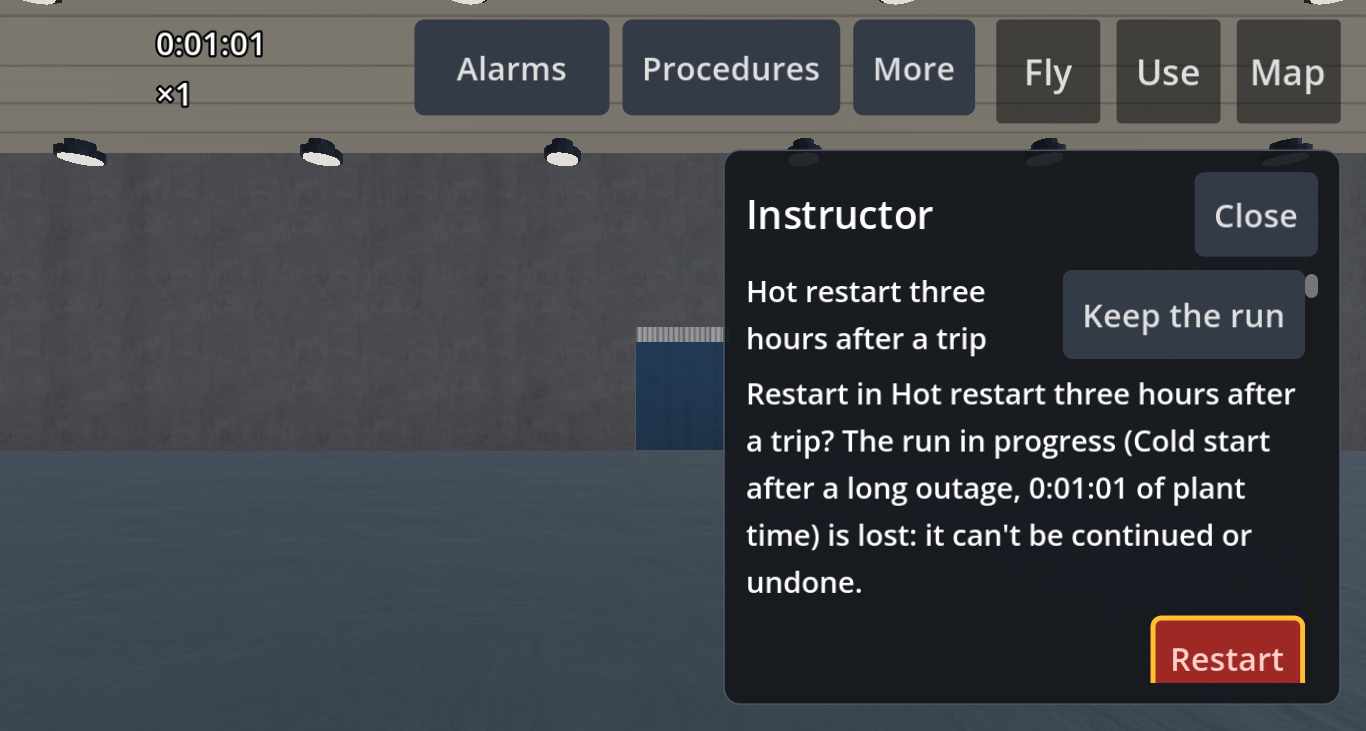 0:01:01
×1
Alarms
Procedures
More
Fly
Use
Map
Instructor
Close
Hot restart three
hours after a trip
Keep the run
Restart in Hot restart three hours after
a trip? The run in progress (Cold start
after a long outage, 0:01:01 of plant
time) is lost: it can't be continued or
undone.
Restart